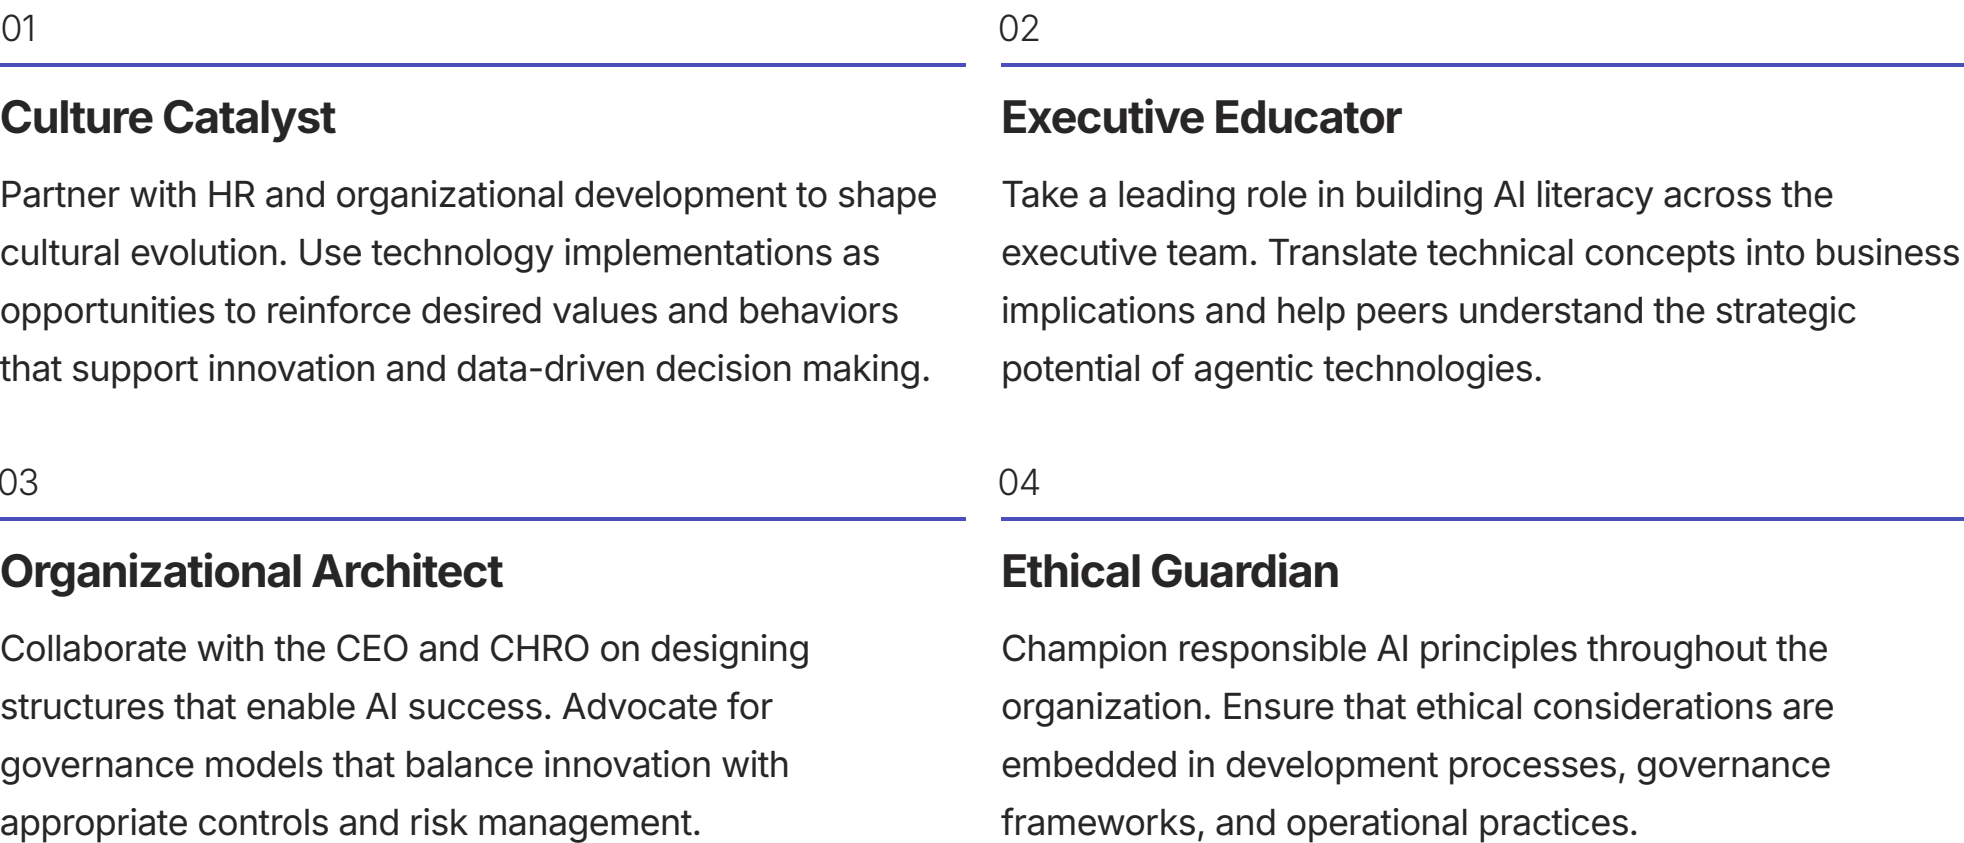 01
Culture Catalyst
Partner with HR and organizational development to shape
cultural evolution. Use technology implementations as
opportunities to reinforce desired values and behaviors
that support innovation and data-driven decision making.
02
Executive Educator
Take a leading role in building AI literacy across the
executive team. Translate technical concepts into business
implications and help peers understand the strategic
potential of agentic technologies.
03
Organizational Architect
Collaborate with the CEO and CHRO on designing
structures that enable AI success. Advocate for
governance models that balance innovation with
appropriate controls and risk management.
04
Ethical Guardian
Champion responsible AI principles throughout the
organization. Ensure that ethical considerations are
embedded in development processes, governance
frameworks, and operational practices.